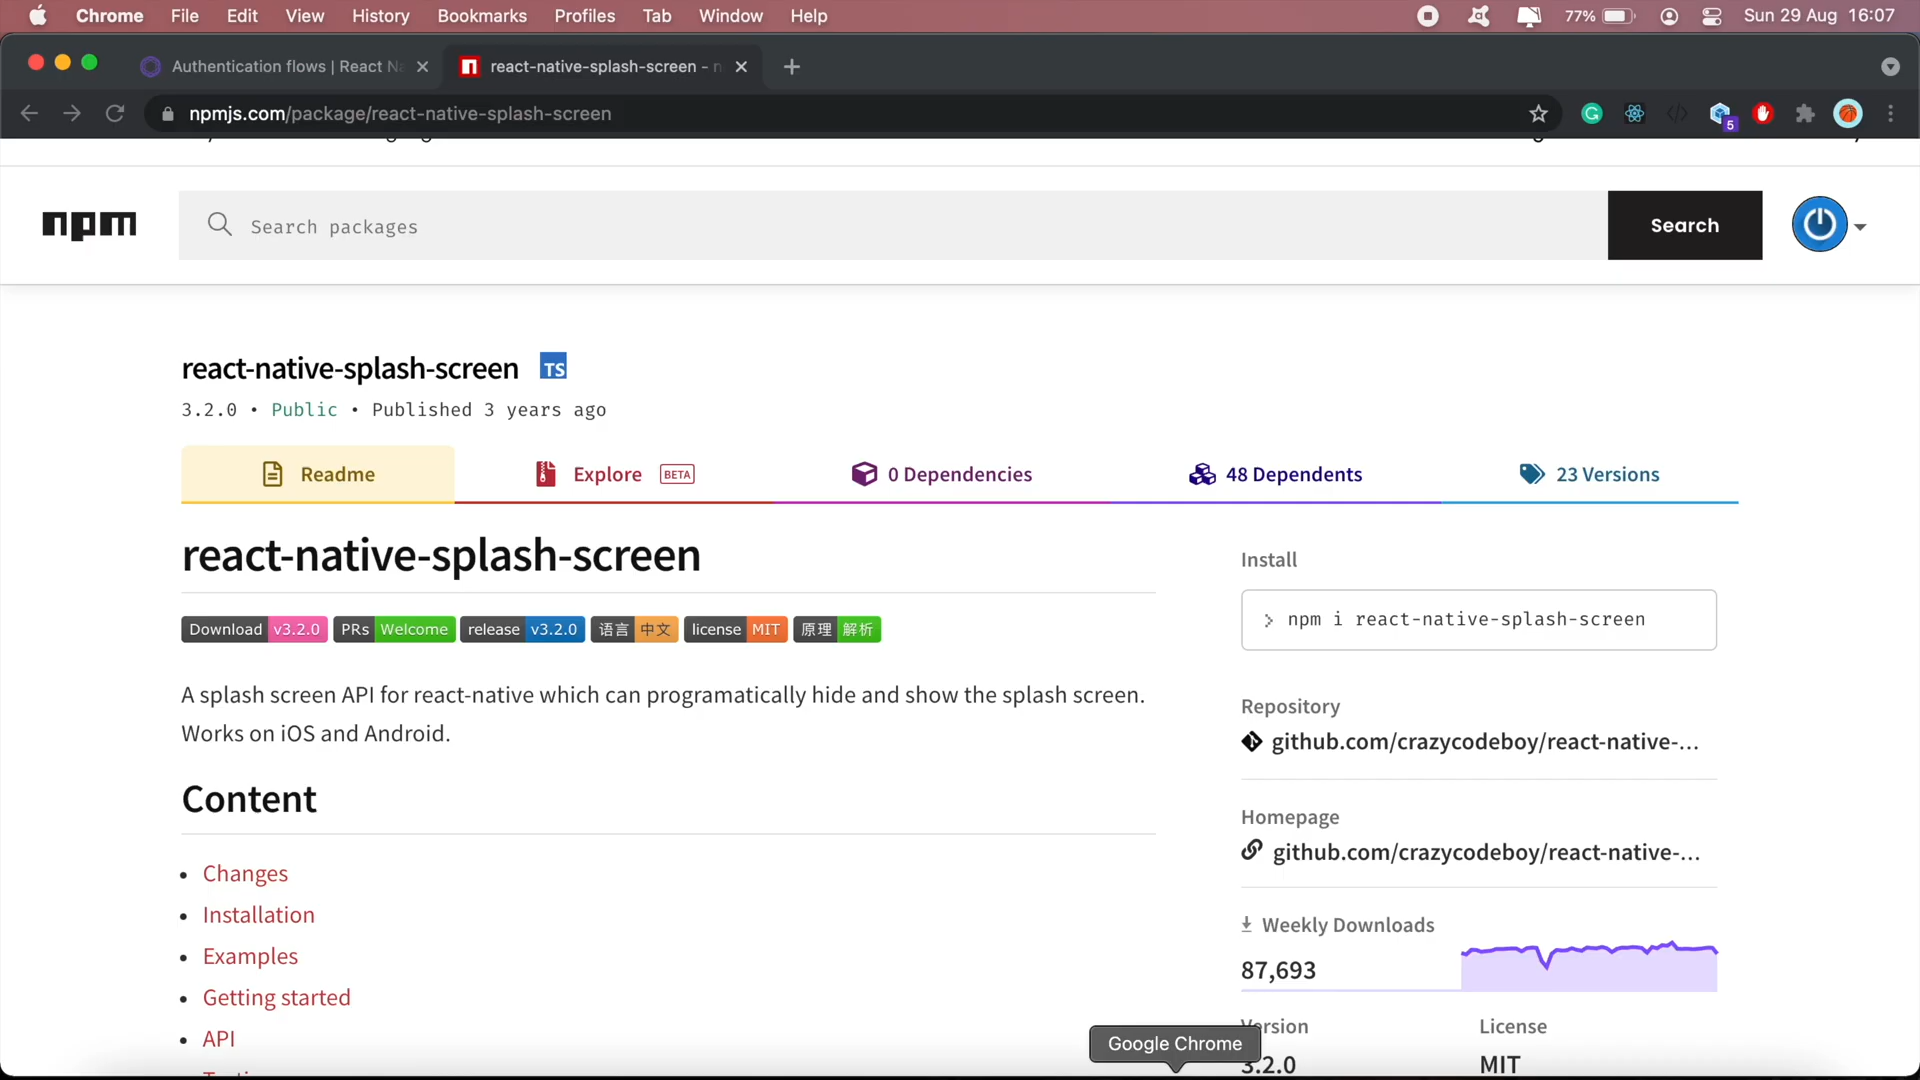 Chrome File Edit View History Bookmarks Profiles Tab Window Help 77% Sun 29 Aug 16:07
Authentication flows | React N
react-native-splash-screen - n
npmjs.com/package/react-native-splash-screen
5
npm
Search packages
Search
react-native-splash-screen TS
3.2.0 • Public • Published 3 years ago
Readme
Explore BETA
0 Dependencies
48 Dependents
23 Versions
react-native-splash-screen
Download v3.2.0 PRs Welcome release v3.2.0 语言 中文 license MIT 原理 解析
A splash screen API for react-native which can programatically hide and show the splash screen.
Works on iOS and Android.
Content
• Changes
• Installation
• Examples
• Getting started
• API
Install
> npm i react-native-splash-screen
Repository
github.com/crazycodeboy/react-native-...
Homepage
github.com/crazycodeboy/react-native-...
Weekly Downloads
87,693
Version
3.2.0
License
MIT
Google Chrome